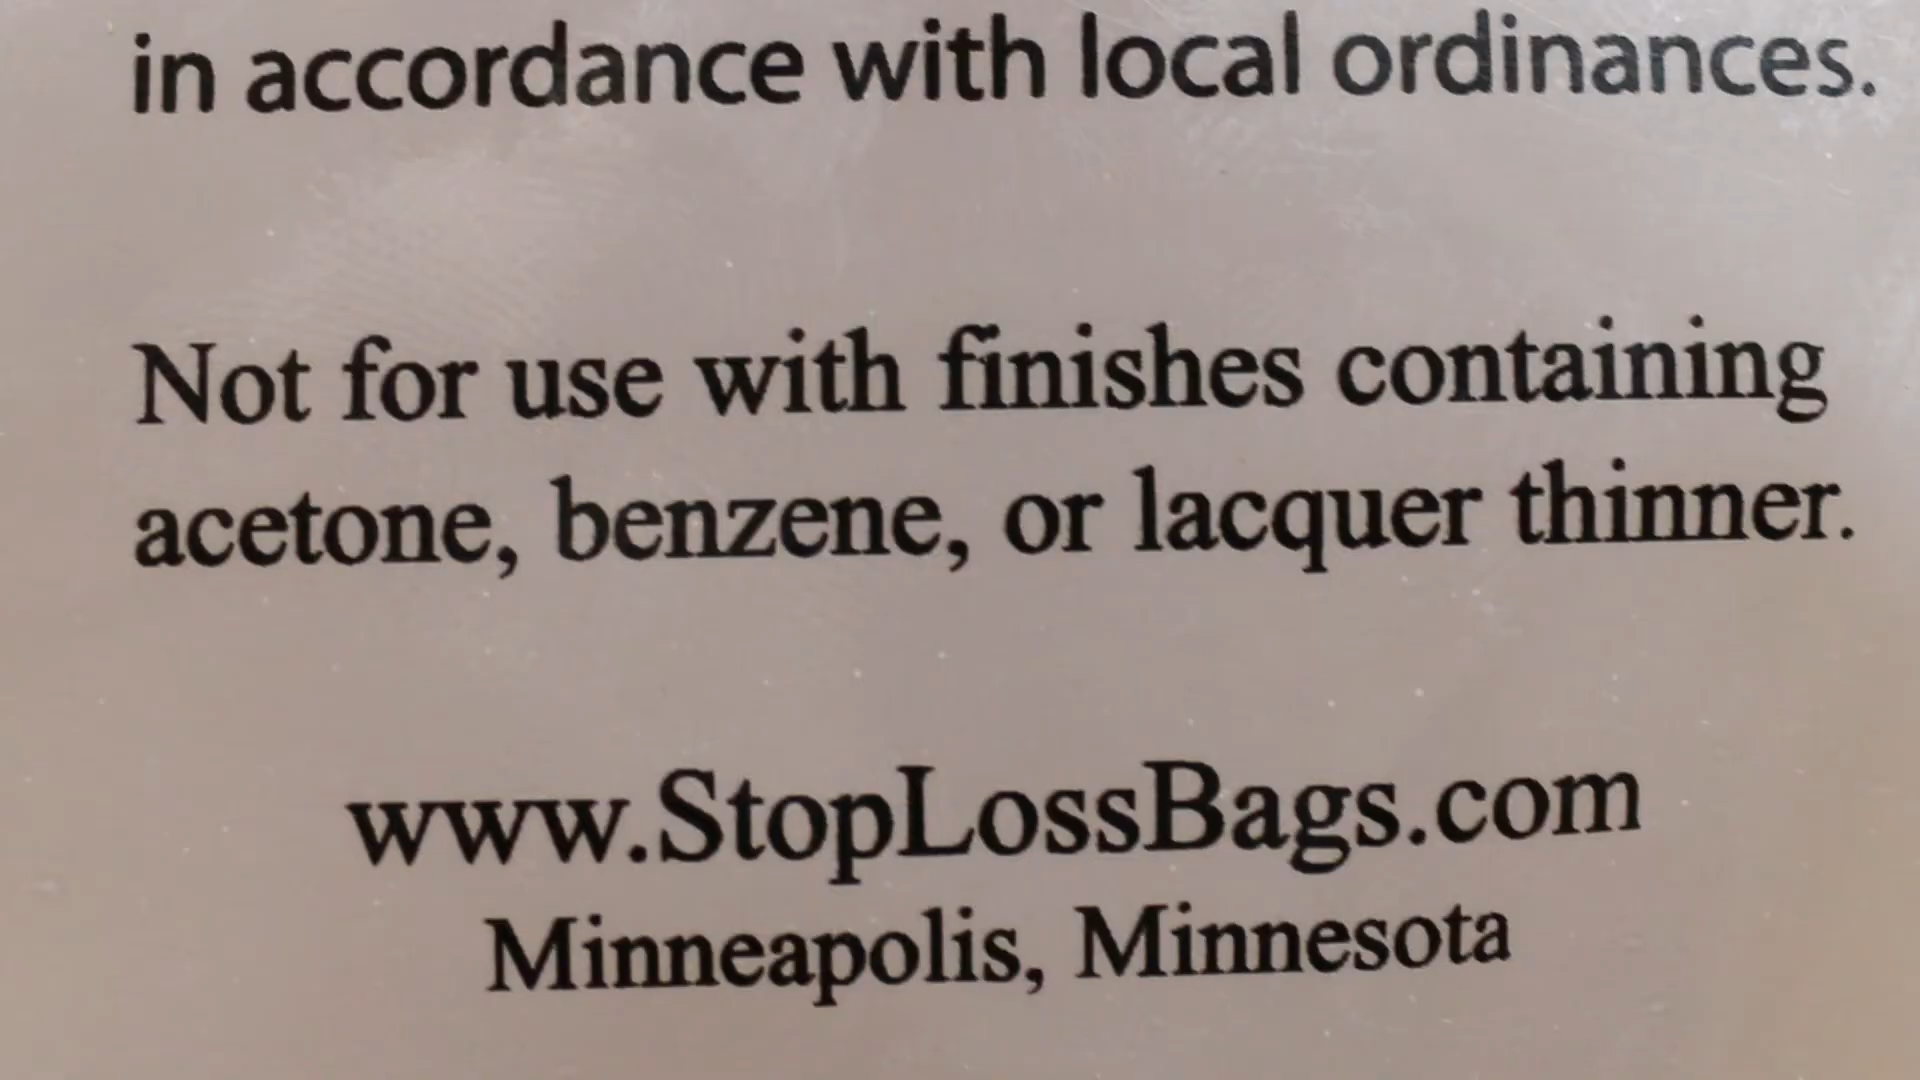 in accordance with local ordinances.
Not for use with finishes containing
acetone, benzene, or lacquer thinner.
www.StopLossBags.com
Minneapolis, Minnesota